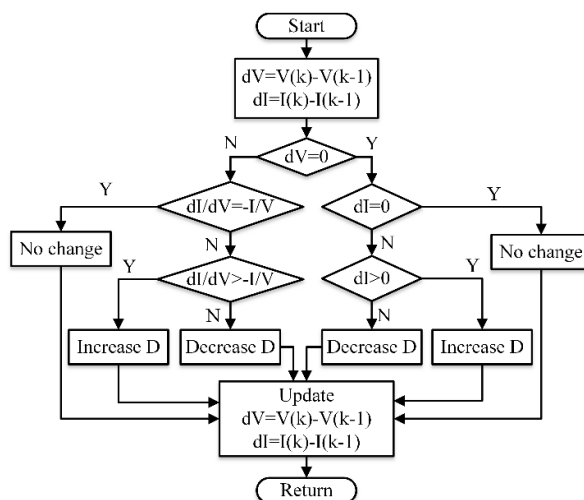 Start
dV=V(k)-V(k-1)
dI=I(k)-I(k-1)
N
Y
dV=0
Y
dI/dV=-I/V
dI=0
Y
No change
N
N
No change
Y
dI/dV>-I/V
dI>0
Y
N
N
Increase D
Decrease D
Decrease D
Increase D
Update
dV=V(k)-V(k-1)
dI=I(k)-I(k-1)
Return